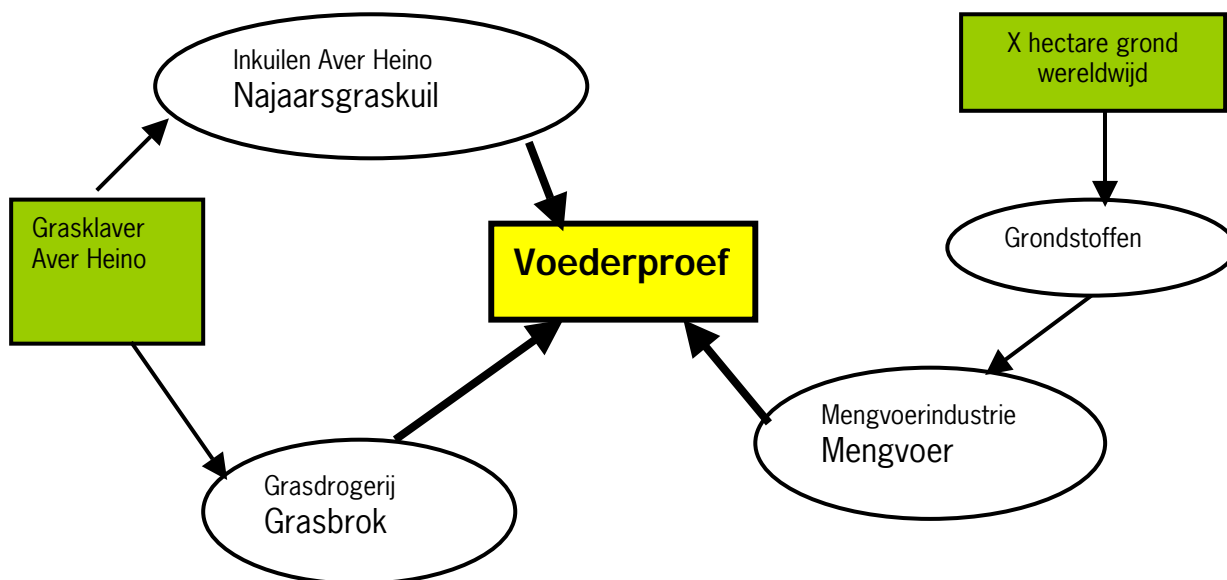 Inkuilen Aver Heino
Najaarsgraskuil
X hectare grond
wereldwijd
Grasklaver
Aver Heino
Voederproef
Grondstoffen
Mengvoerindustrie
Mengvoer
Grasdrogerij
Grasbrok